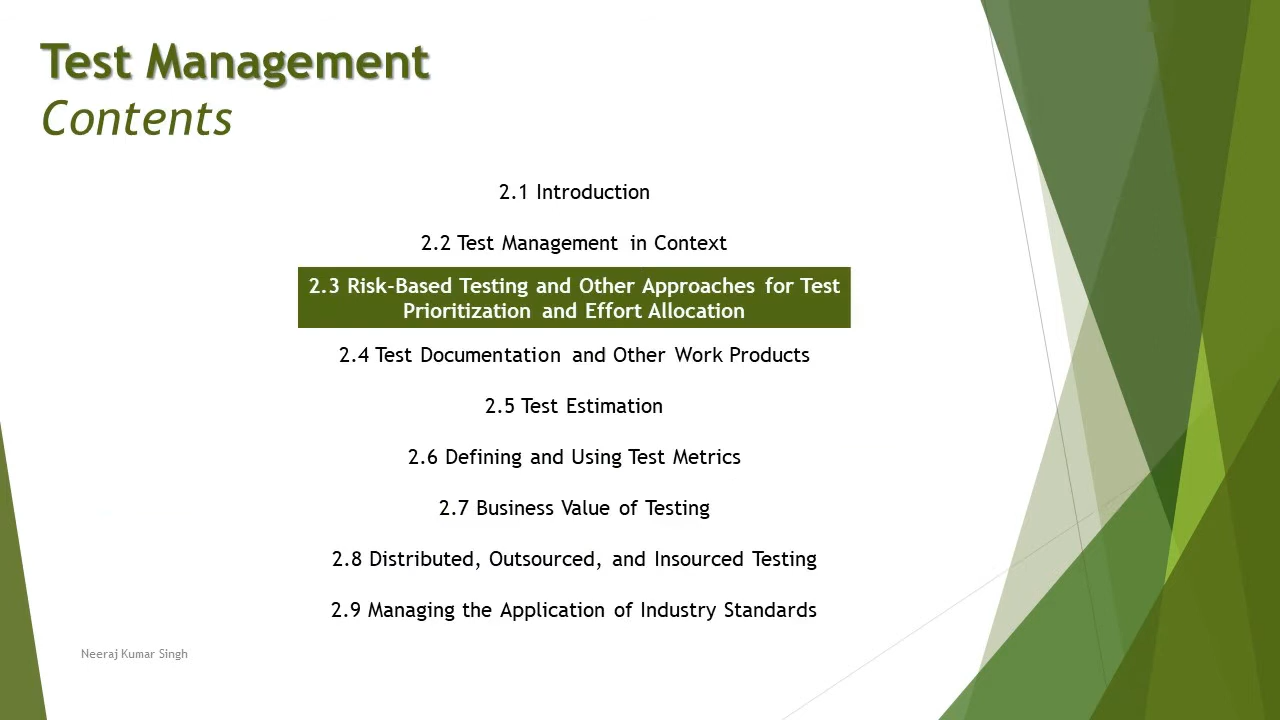 Test Management
Contents
2.1 Introduction
2.2 Test Management in Context
2.3 Risk-Based Testing and Other Approaches for Test
Prioritization and Effort Allocation
2.4 Test Documentation and Other Work Products
2.5 Test Estimation
2.6 Defining and Using Test Metrics
2.7 Business Value of Testing
2.8 Distributed, Outsourced, and Insourced Testing
2.9 Managing the Application of Industry Standards
Neeraj Kumar Singh